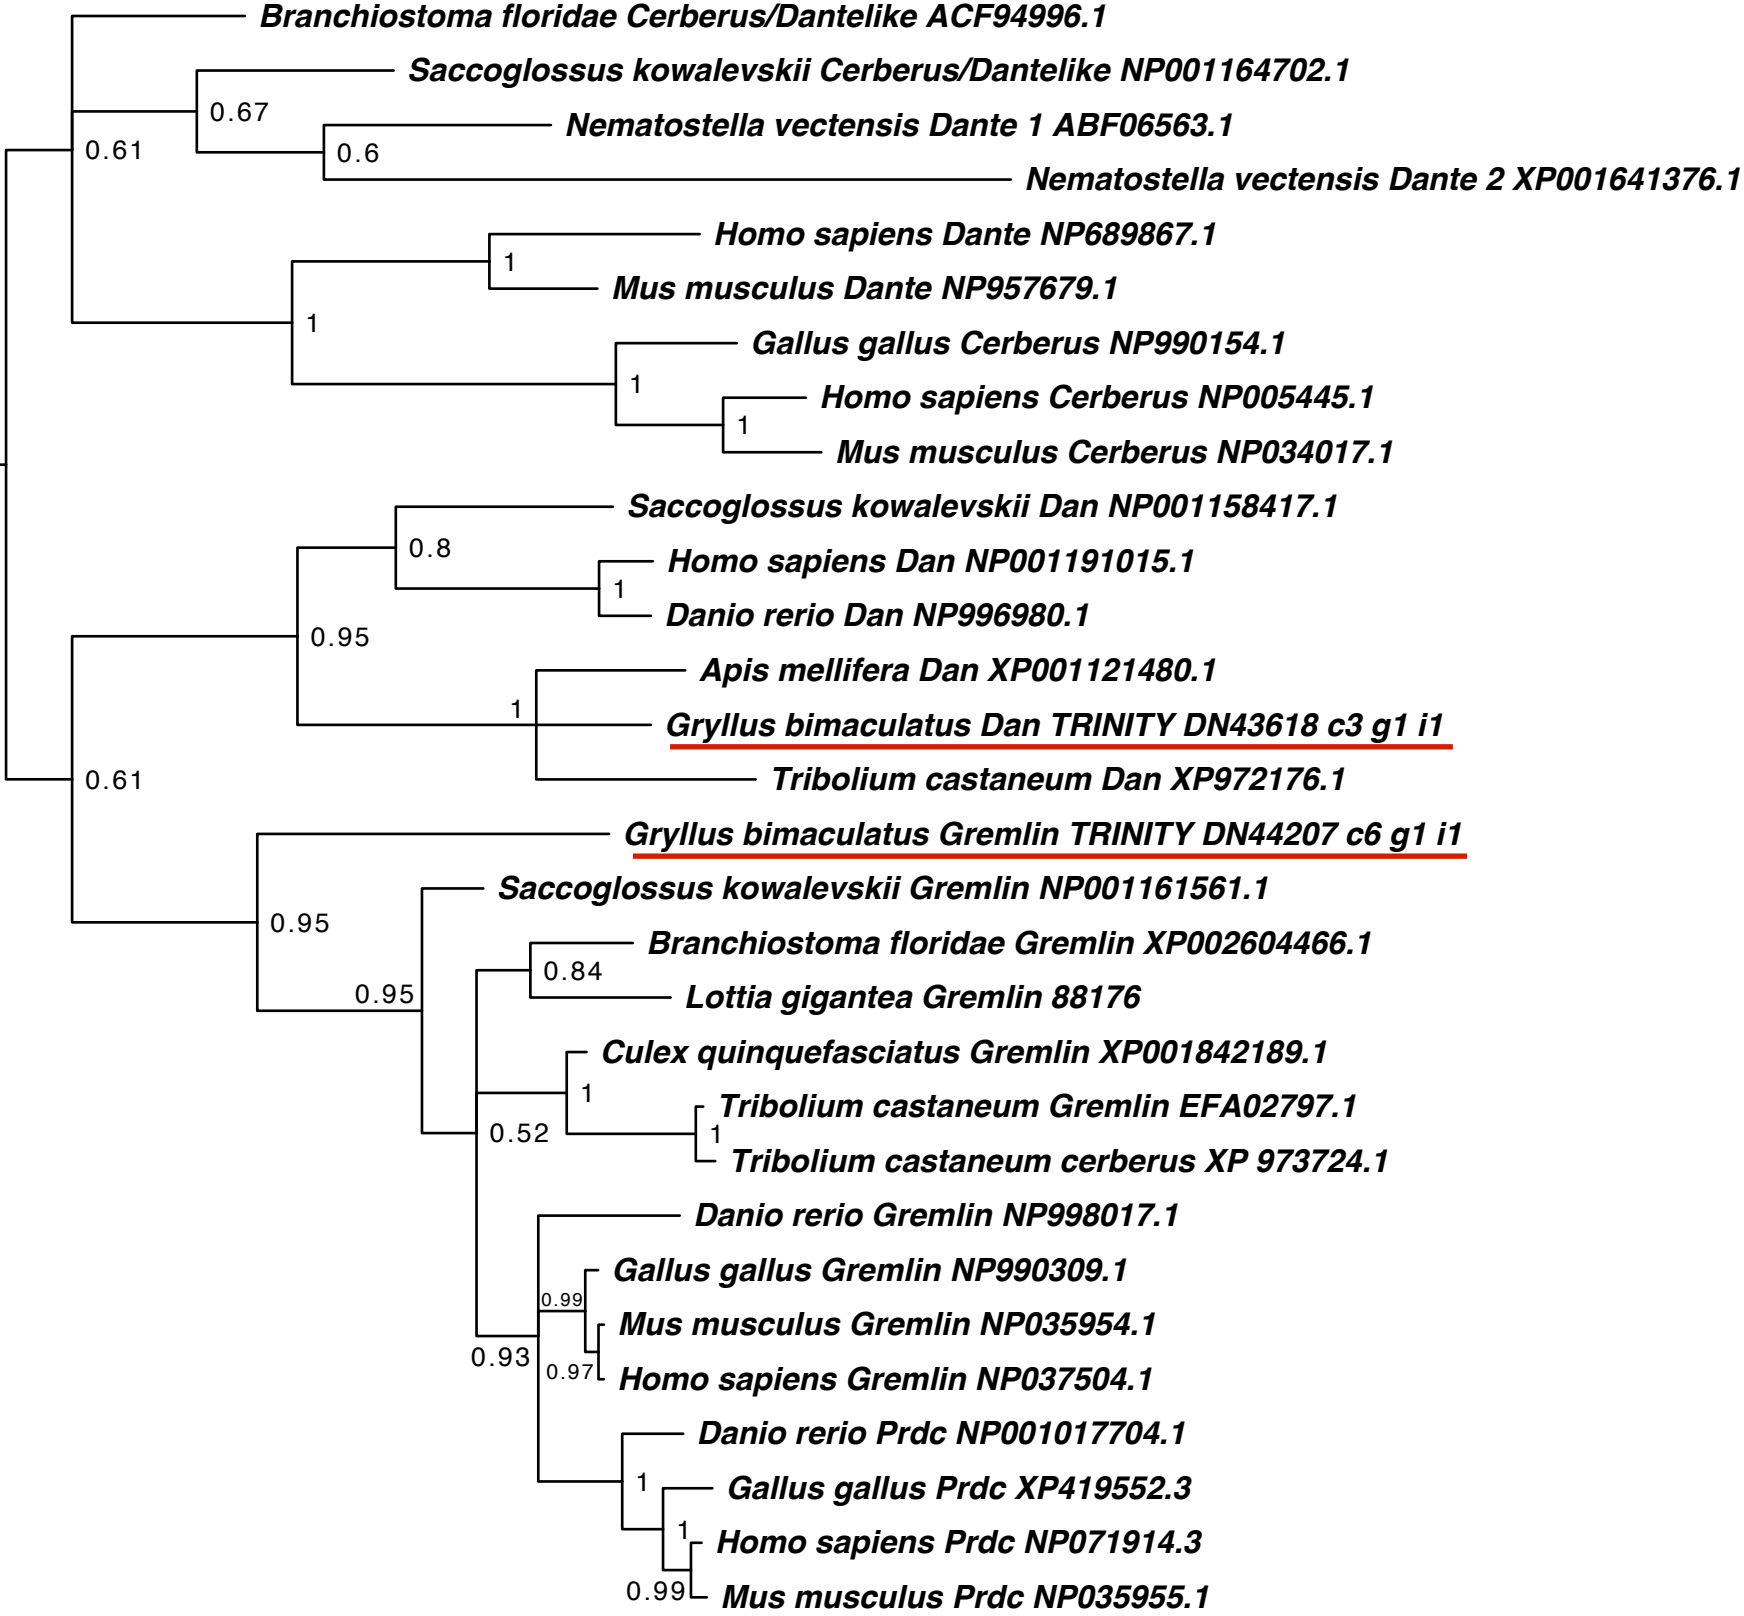 Branchiostoma floridae Cerberus/Dantelike ACF94996.1
Saccoglossus kowalevskii Cerberus/Dantelike NP001164702.1
0.67
Nematostella vectensis Dante 1 ABF06563.1
0.61
0.6
Nematostella vectensis Dante 2 XP001641376.1
Homo sapiens Dante NP689867.1
1
Mus musculus Dante NP957679.1
1
Gallus gallus Cerberus NP990154.1
1
Homo sapiens Cerberus NP005445.1
1
Mus musculus Cerberus NP034017.1
Saccoglossus kowalevskii Dan NP001158417.1
0.8
Homo sapiens Dan NP001191015.1
1
Danio rerio Dan NP996980.1
0.95
Apis mellifera Dan XP001121480.1
1
Gryllus bimaculatus Dan TRINITY DN43618 c3 g1 i1
0.61
Tribolium castaneum Dan XP972176.1
Gryllus bimaculatus Gremlin TRINITY DN44207 c6 g1 i1
Saccoglossus kowalevskii Gremlin NP001161561.1
0.95
Branchiostoma floridae Gremlin XP002604466.1
0.84
0.95
Lottia gigantea Gremlin 88176
Culex quinquefasciatus Gremlin XP001842189.1
1
Tribolium castaneum Gremlin EFA02797.1
0.52
1
Tribolium castaneum cerberus XP 973724.1
Danio rerio Gremlin NP998017.1
Gallus gallus Gremlin NP990309.1
0.99
Mus musculus Gremlin NP035954.1
0.93
0.97
Homo sapiens Gremlin NP037504.1
Danio rerio Prdc NP001017704.1
1
Gallus gallus Prdc XP419552.3
1
Homo sapiens Prdc NP071914.3
0.99
Mus musculus Prdc NP035955.1